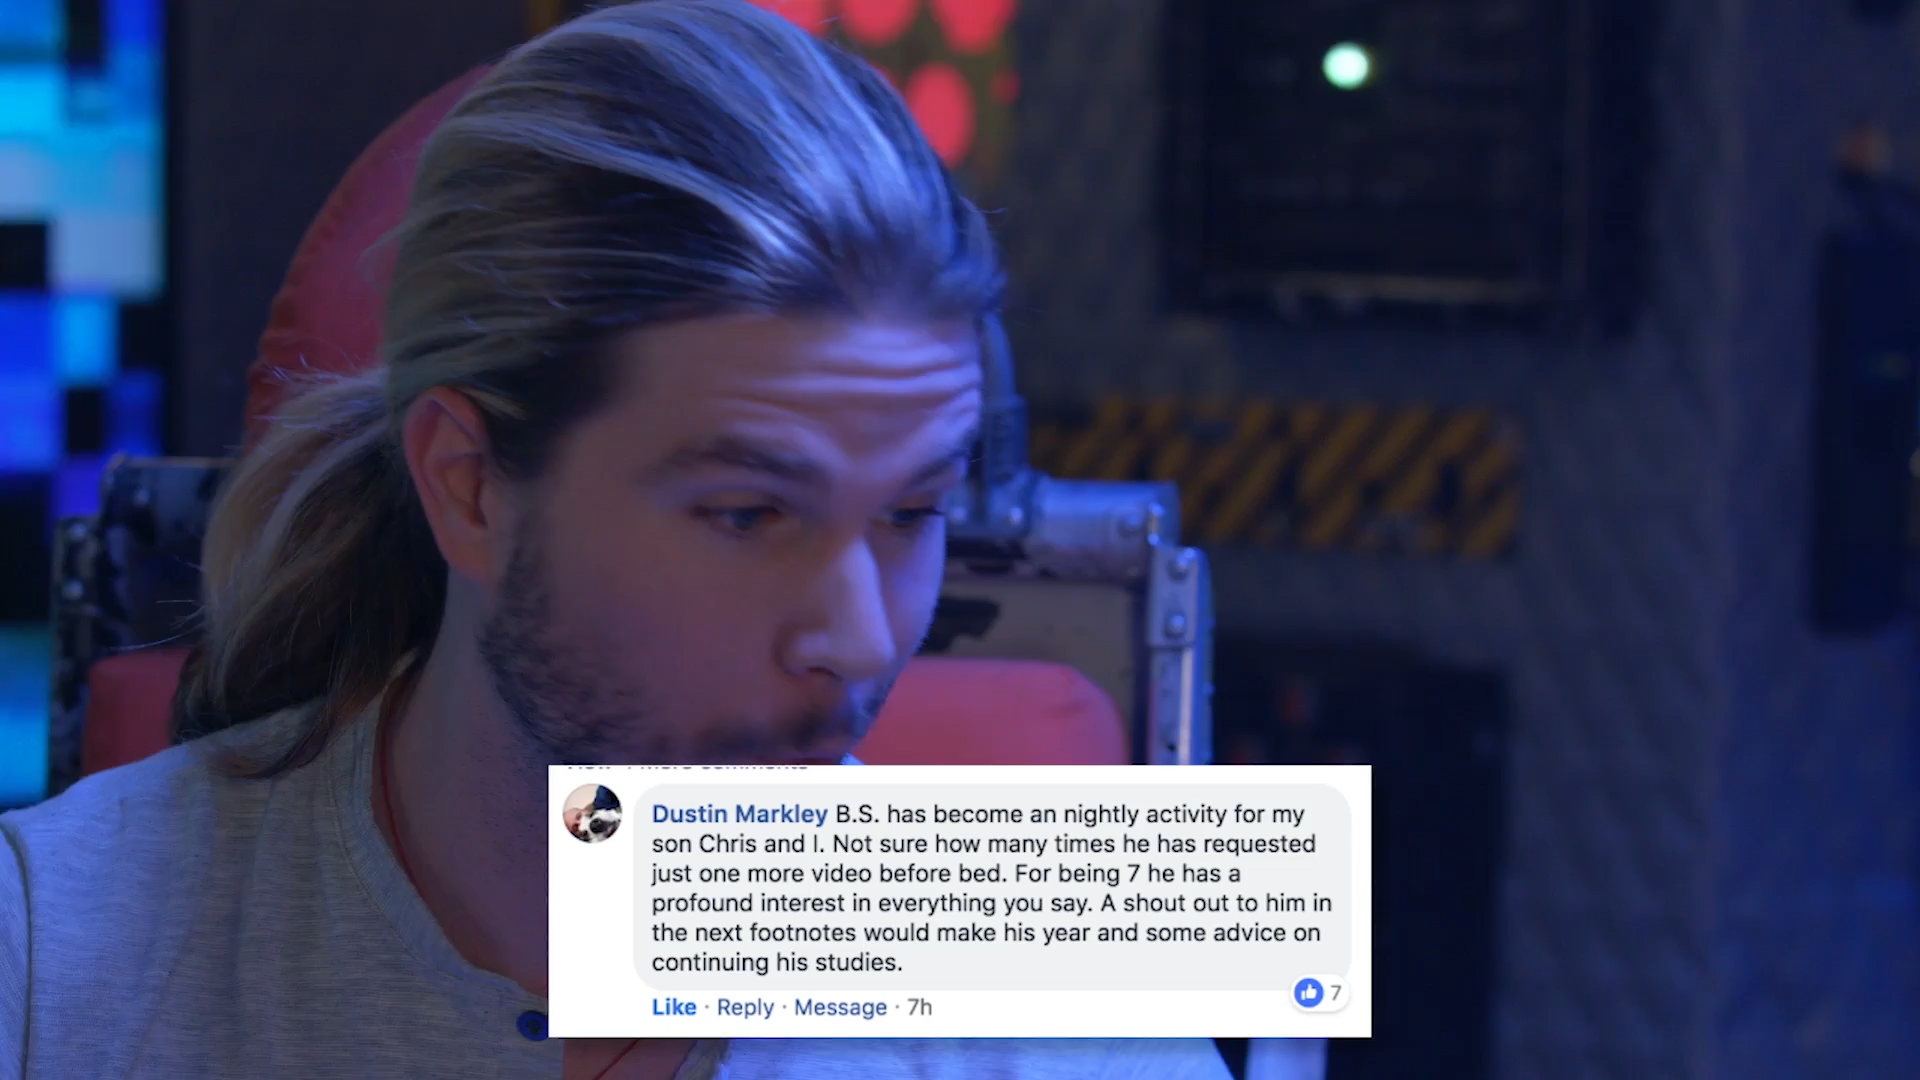 Dustin Markley B.S. has become an nightly activity for my
son Chris and I. Not sure how many times he has requested
just one more video before bed. For being 7 he has a
profound interest in everything you say. A shout out to him in
the next footnotes would make his year and some advice on
continuing his studies.
7
Like · Reply · Message · 7h